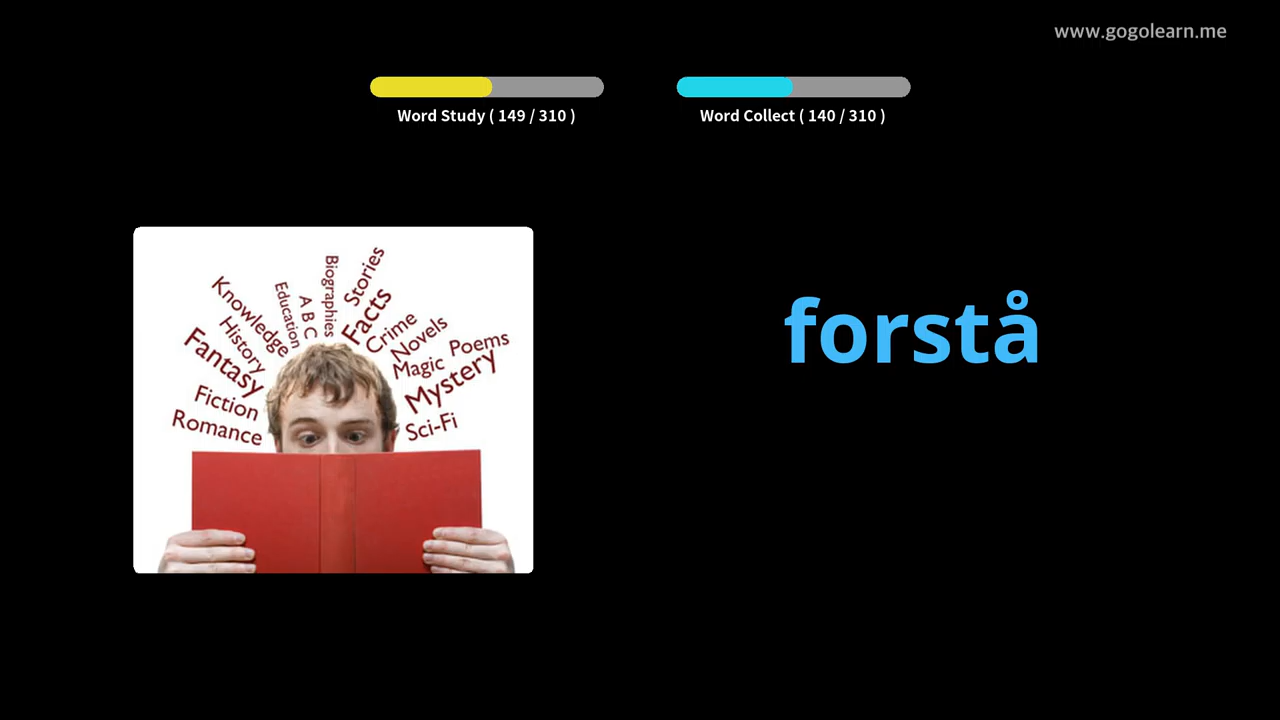 www.gogolearn.me
Word Study ( 149 / 310 )
Word Collect ( 140 / 310 )
forstå
Knowledge
Education
A B C
Biographies
Stories
Facts
Crime
Novels
Poems
History
Fantasy
Magic
Mystery
Fiction
Romance
Sci-Fi